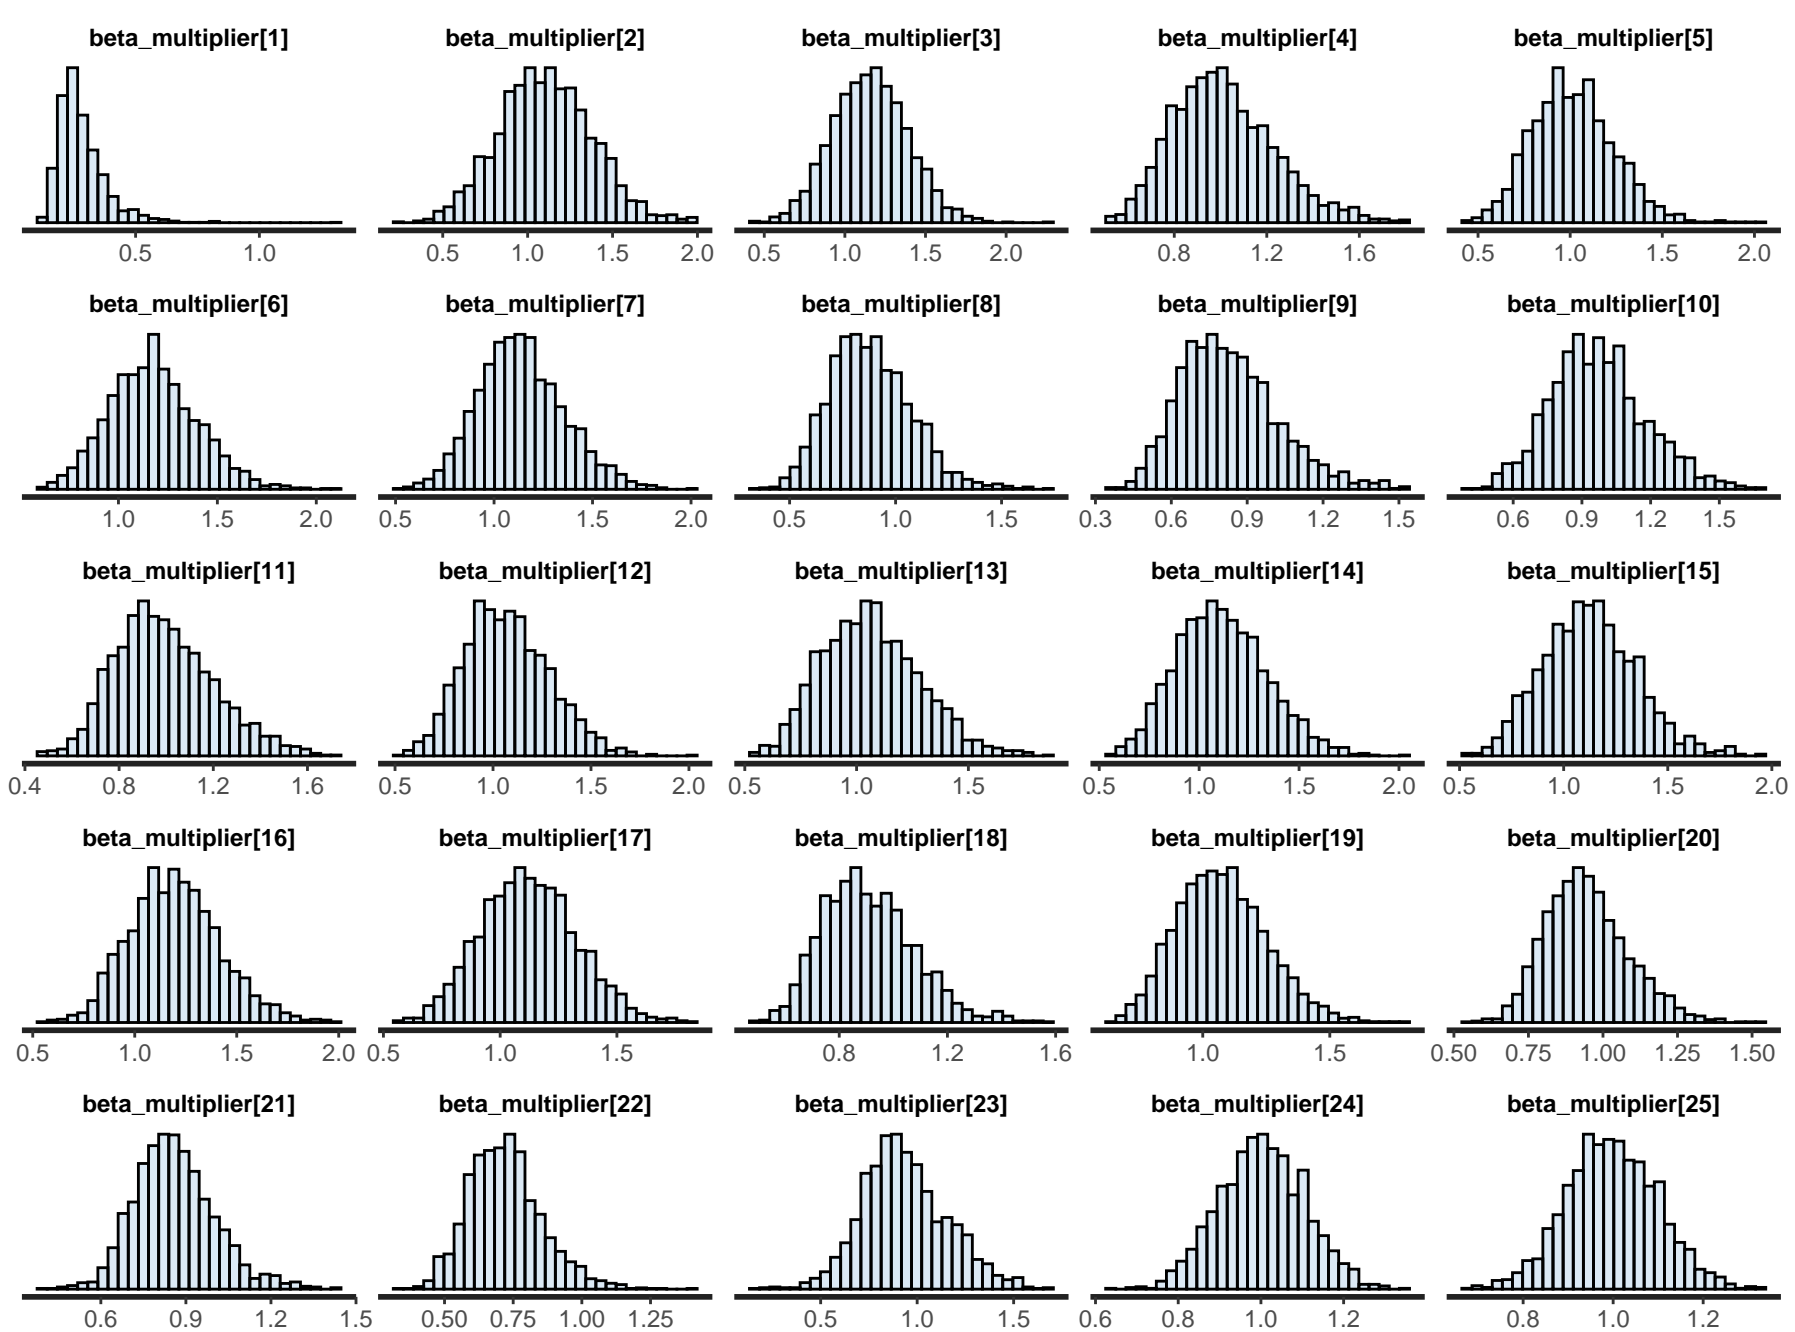 beta_multiplier[1] beta_multiplier[2] beta_multiplier[3] beta_multiplier[4] beta_multiplier[5]
0.5 1.0 0.5 1.0 1.5 2.0 0.5 1.0 1.5 2.0 0.8 1.2 1.6 0.5 1.0 1.5 2.0
beta_multiplier[6] beta_multiplier[7] beta_multiplier[8] beta_multiplier[9] beta_multiplier[10]
1.0 1.5 2.0 0.5 1.0 1.5 2.0 0.5 1.0 1.5 0.3 0.6 0.9 1.2 1.5 0.6 0.9 1.2 1.5
beta_multiplier[11] beta_multiplier[12] beta_multiplier[13] beta_multiplier[14] beta_multiplier[15]
0.4 0.8 1.2 1.6 0.5 1.0 1.5 2.0 0.5 1.0 1.5 0.5 1.0 1.5 2.0 0.5 1.0 1.5 2.0
beta_multiplier[16] beta_multiplier[17] beta_multiplier[18] beta_multiplier[19] beta_multiplier[20]
0.5 1.0 1.5 2.0 0.5 1.0 1.5 0.8 1.2 1.6 1.0 1.5 0.50 0.75 1.00 1.25 1.50
beta_multiplier[21] beta_multiplier[22] beta_multiplier[23] beta_multiplier[24] beta_multiplier[25]
0.6 0.9 1.2 1.5 0.50 0.75 1.00 1.25 0.5 1.0 1.5 0.6 0.8 1.0 1.2 0.8 1.0 1.2